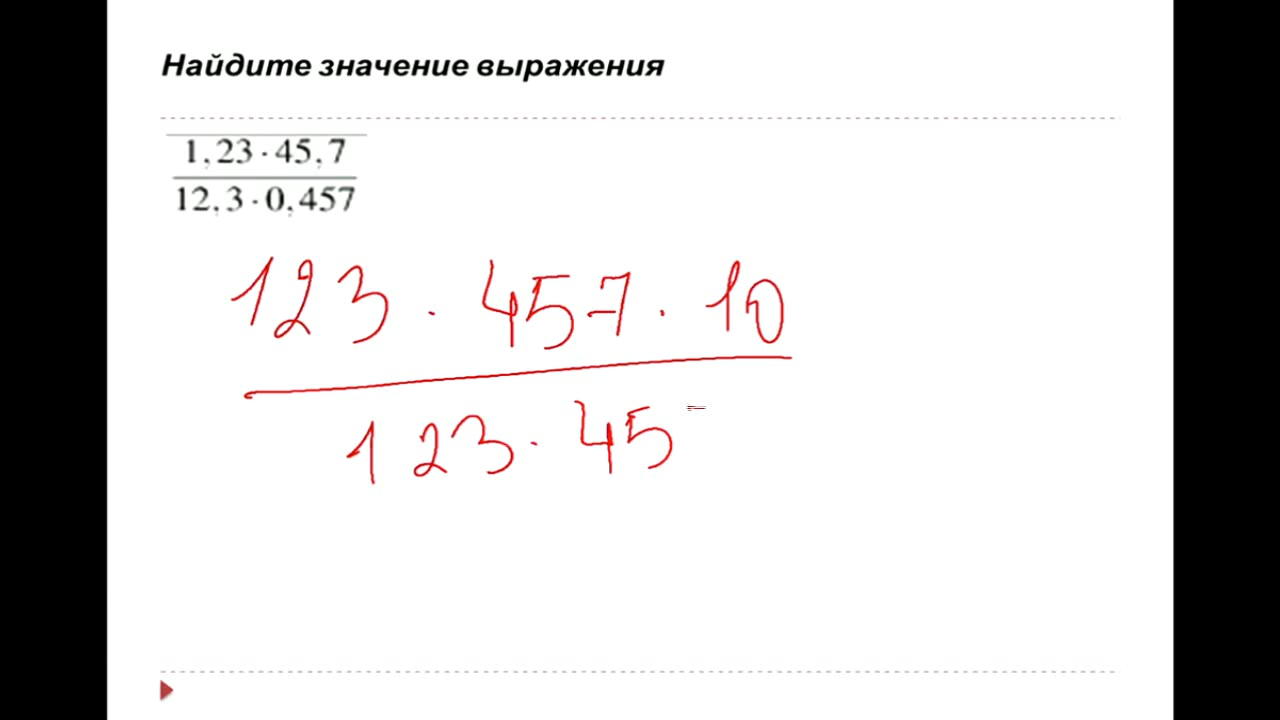 Найдите значение выражения
1,23 · 45,7
12,3 · 0,457
123 · 457 · 10
123 · 45